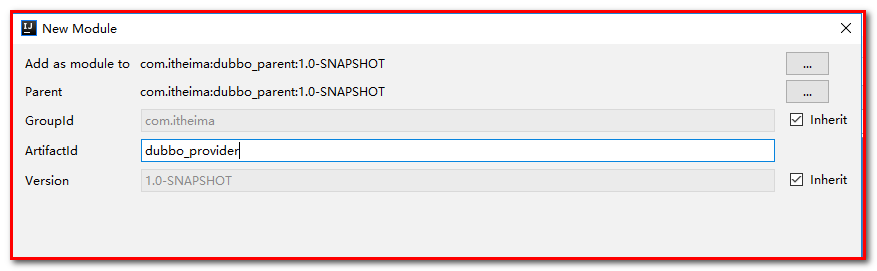 IJ New Module
Add as module to com.itheima:dubbo_parent:1.0-SNAPSHOT ...
Parent com.itheima:dubbo_parent:1.0-SNAPSHOT ...
GroupId com.itheima Inherit
ArtifactId dubbo_provider
Version 1.0-SNAPSHOT Inherit